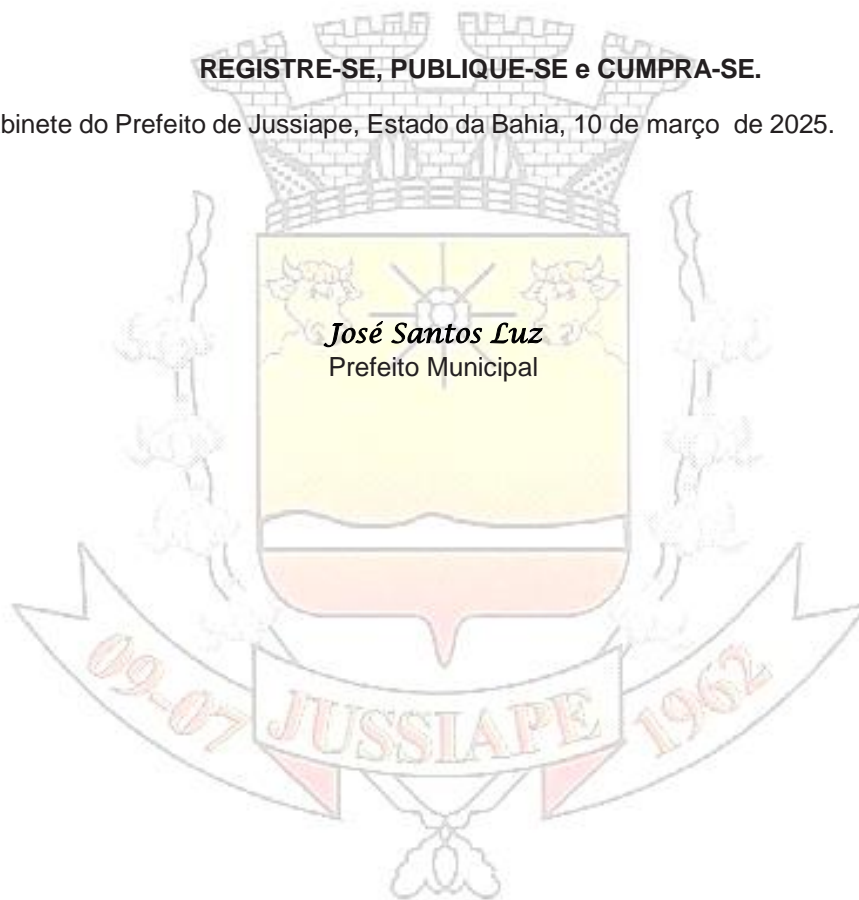 REGISTRE-SE, PUBLIQUE-SE e CUMPRA-SE.
binete do Prefeito de Jussiape, Estado da Bahia, 10 de março de 2025.
José Santos Luz
Prefeito Municipal
09-07 JUSSIAPE 1962